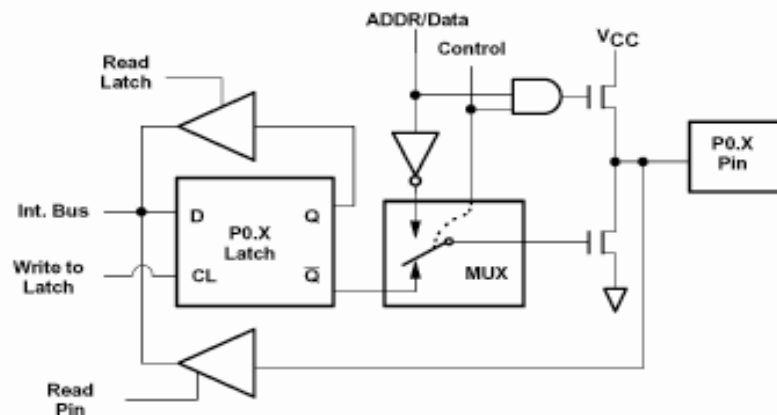 ADDR/Data
Control
VCC
Read
Latch
P0.X
Pin
Int. Bus
D
Q
P0.X
Latch
Write to
Latch
CL
Q̅
MUX
Read
Pin